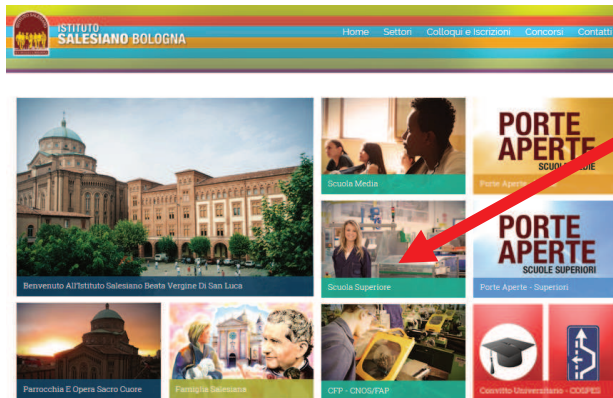 ISTITUTO
SALESIANO BOLOGNA
Home Settori Colloqui e Iscrizioni Concorsi Contatti
Benvenuto All'Istituto Salesiano Beata Vergine Di San Luca
Scuola Media
PORTE
APERTE
SCUOLE MEDIE
Porte Aperte
Scuola Superiore
PORTE
APERTE
SCUOLE SUPERIORI
Porte Aperte - Superiori
Parrocchia E Opera Sacro Cuore
Famiglia Salesiana
CFP - CNOS/FAP
Convitto Universitario - COSPES